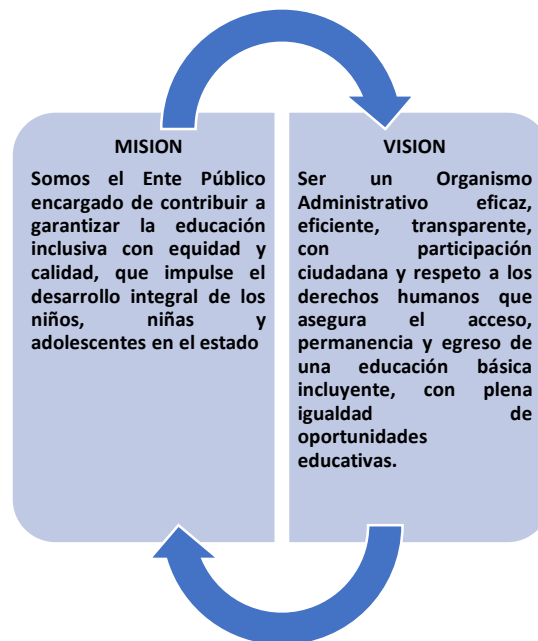 MISION
Somos el Ente Público
encargado de contribuir a
garantizar la educación
inclusiva con equidad y
calidad, que impulse el
desarrollo integral de los
niños, niñas y
adolescentes en el estado
VISION
Ser un Organismo
Administrativo eficaz,
eficiente, transparente,
con participación
ciudadana y respeto a los
derechos humanos que
asegura el acceso,
permanencia y egreso de
una educación básica
incluyente, con plena
igualdad de
oportunidades
educativas.